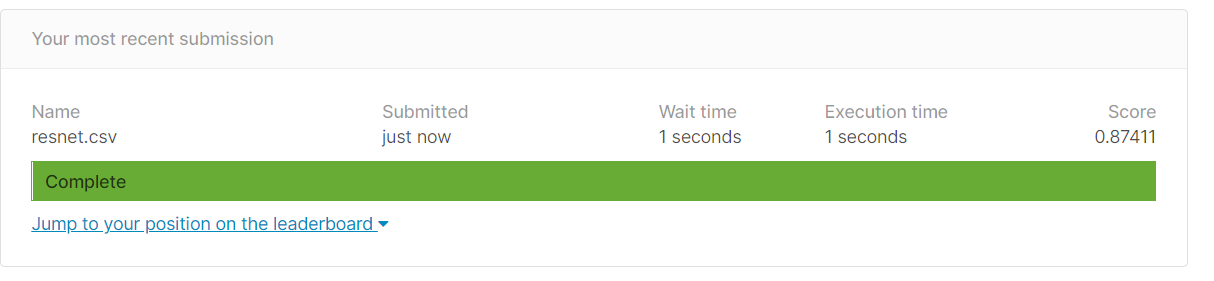 Your most recent submission
Name Submitted Wait time Execution time Score
resnet.csv just now 1 seconds 1 seconds 0.87411
Complete
Jump to your position on the leaderboard